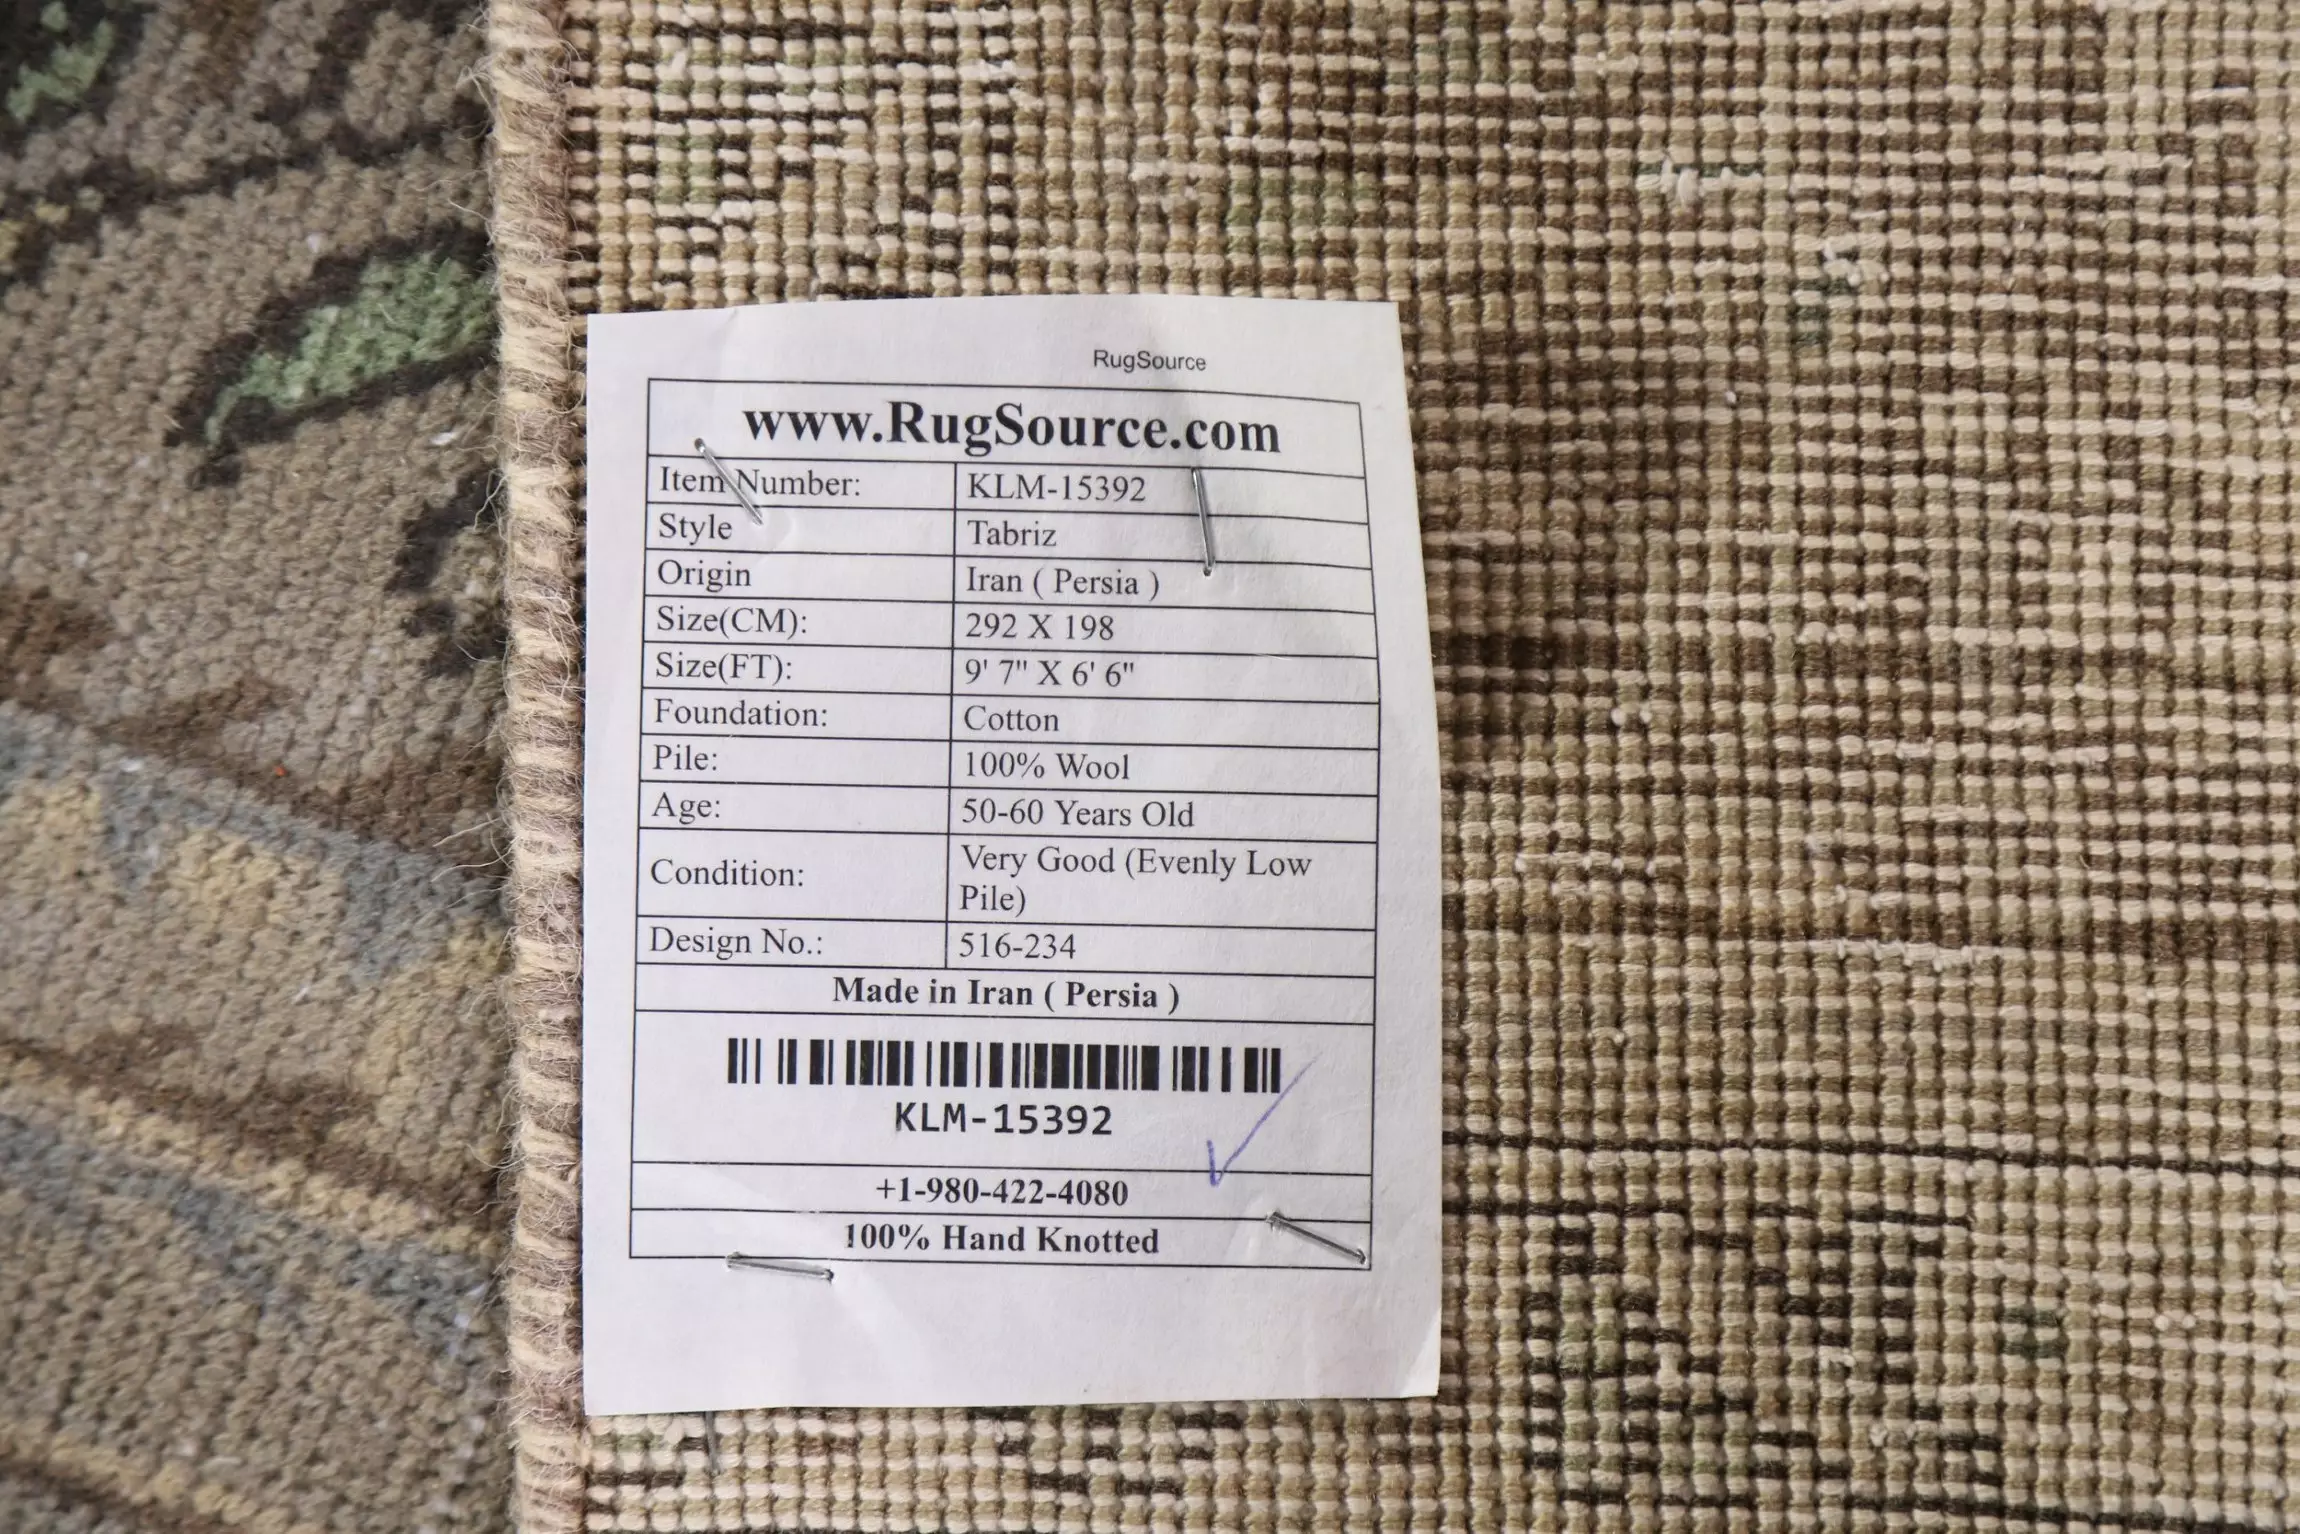 RugSource
www.RugSource.com
Item Number: KLM-15392
Style Tabriz
Origin Iran ( Persia )
Size(CM): 292 X 198
Size(FT): 9' 7" X 6' 6"
Foundation: Cotton
Pile: 100% Wool
Age: 50-60 Years Old
Condition: Very Good (Evenly Low
Pile)
Design No.: 516-234
Made in Iran ( Persia )
KLM-15392
+1-980-422-4080
100% Hand Knotted